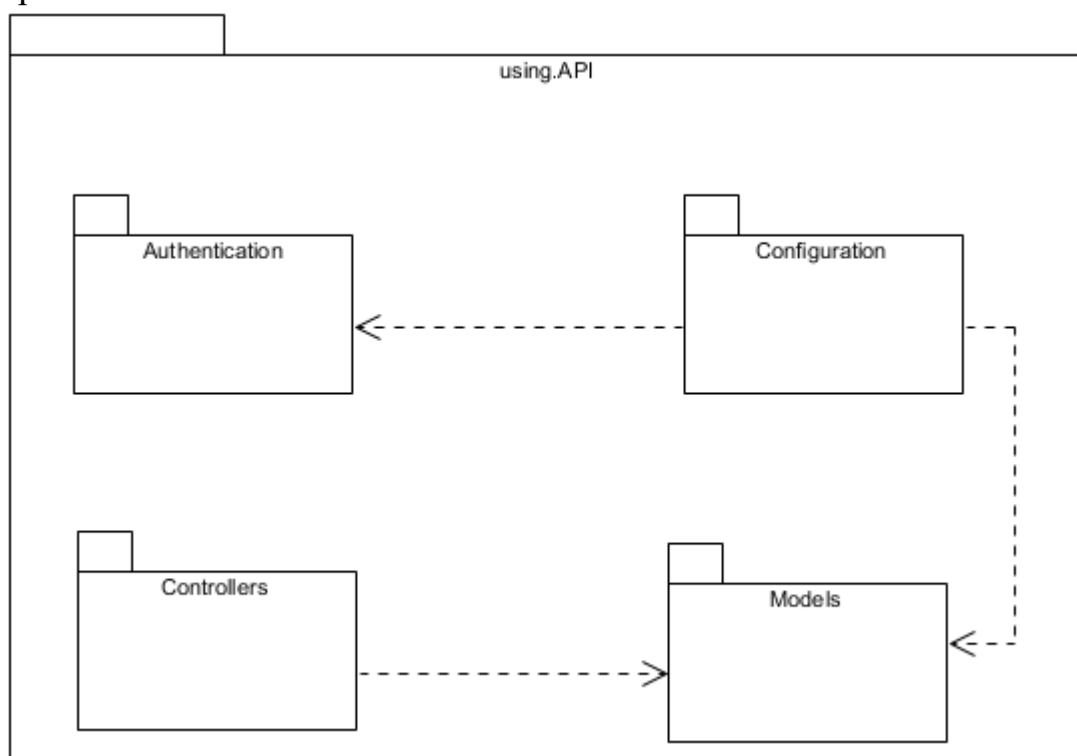 using.API
Authentication
Configuration
Controllers
Models